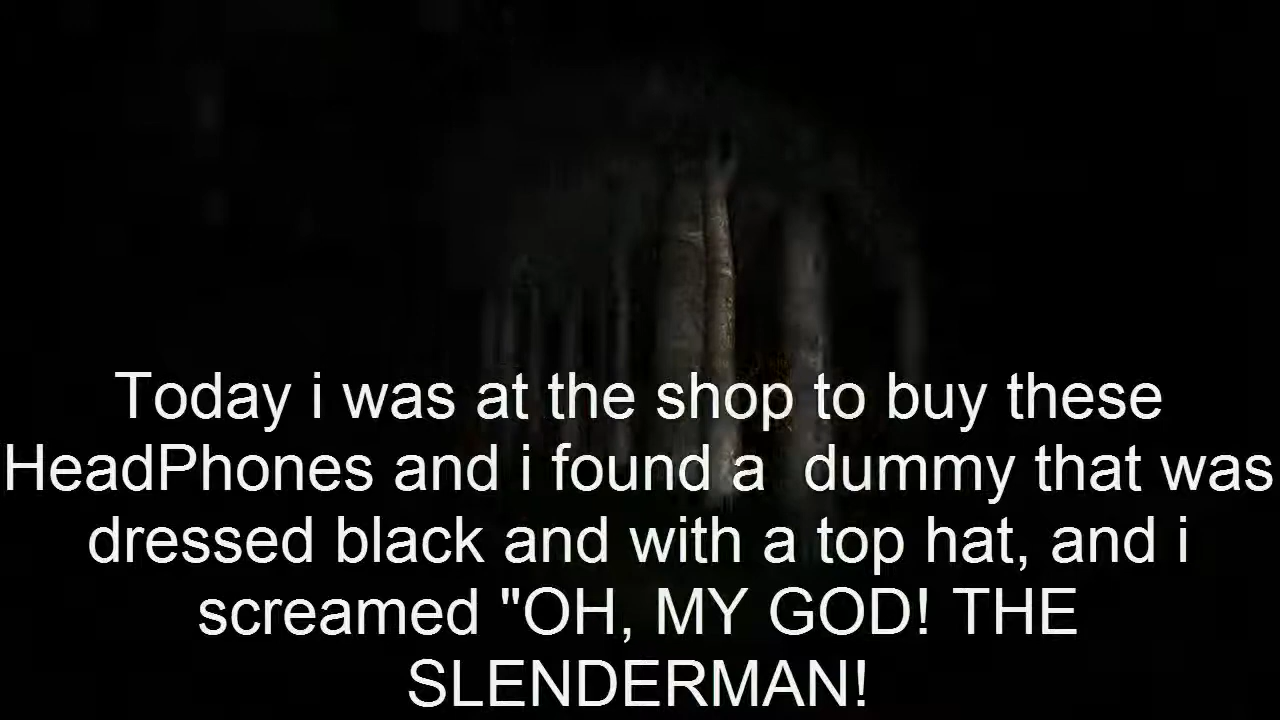 Today i was at the shop to buy these
HeadPhones and i found a  dummy that was
dressed black and with a top hat, and i
screamed "OH, MY GOD! THE
SLENDERMAN!